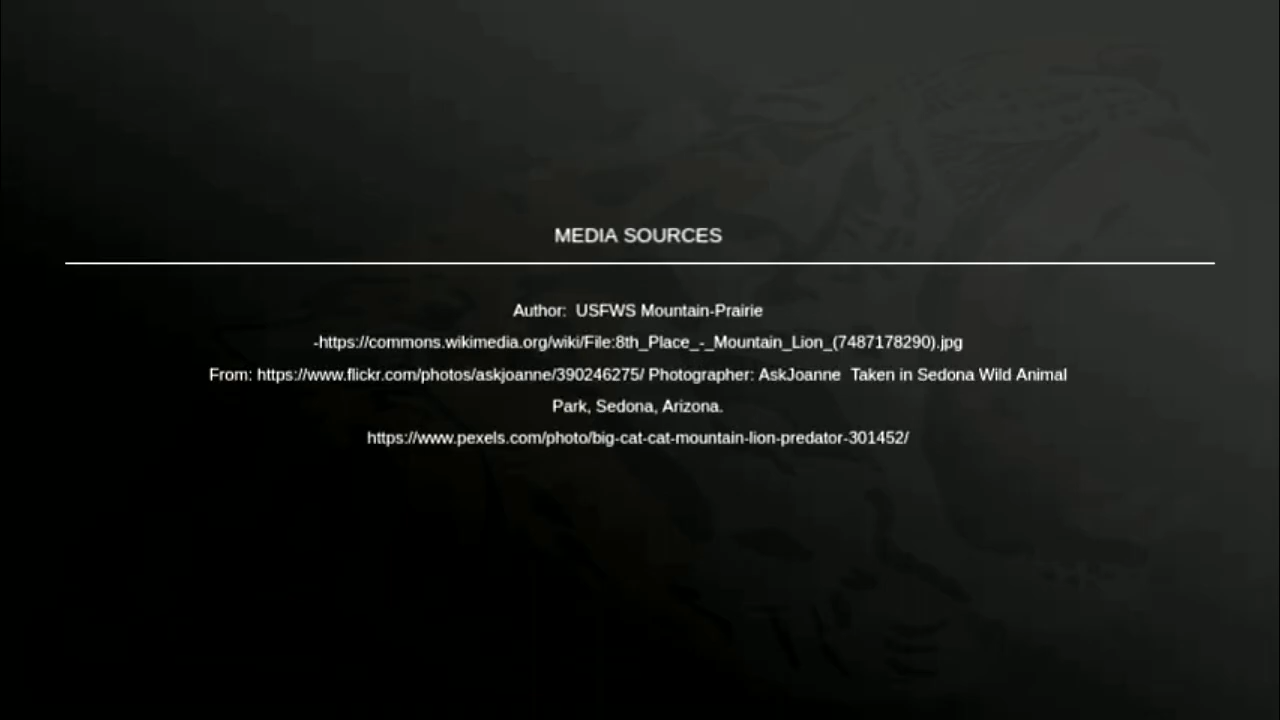 MEDIA SOURCES
Author:  USFWS Mountain-Prairie
-https://commons.wikimedia.org/wiki/File:8th_Place_-_Mountain_Lion_(7487178290).jpg
From: https://www.flickr.com/photos/askjoanne/390246275/ Photographer: AskJoanne  Taken in Sedona Wild Animal
Park, Sedona, Arizona.
https://www.pexels.com/photo/big-cat-cat-mountain-lion-predator-301452/